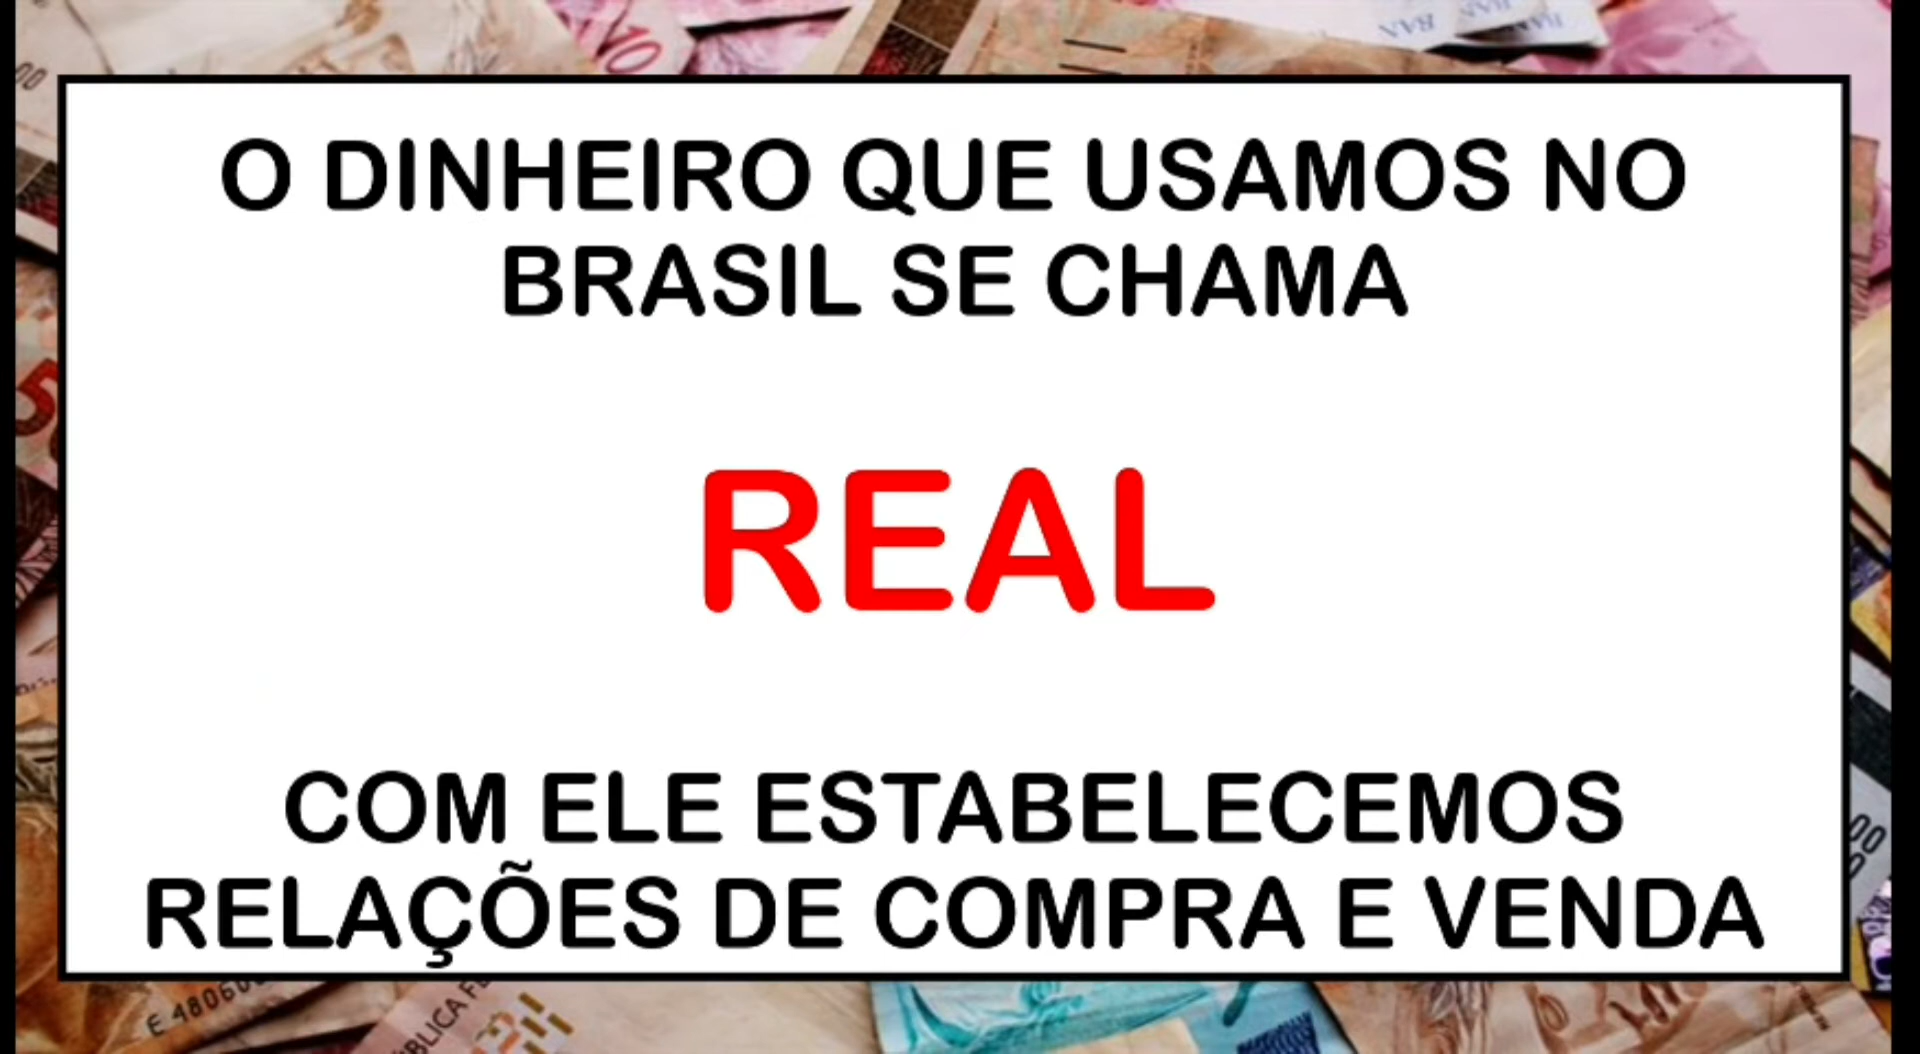 O DINHEIRO QUE USAMOS NO
BRASIL SE CHAMA
REAL
COM ELE ESTABELECEMOS
RELAÇÕES DE COMPRA E VENDA